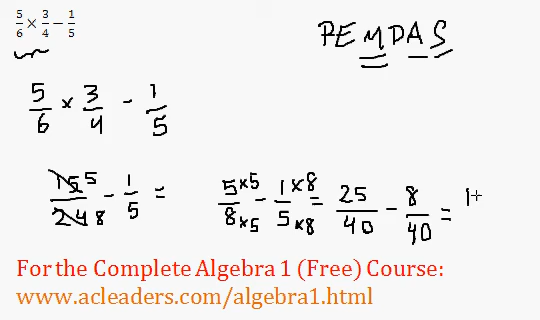 5/6 × 3/4 − 1/5
PEMDAS
5/6 × 3/4 − 1/5
15 5/24 8 − 1/5 = 5×5/8×5 − 1×8/5×8 = 25/40 − 8/40 =
For the Complete Algebra 1 (Free) Course:
www.acleaders.com/algebra1.html